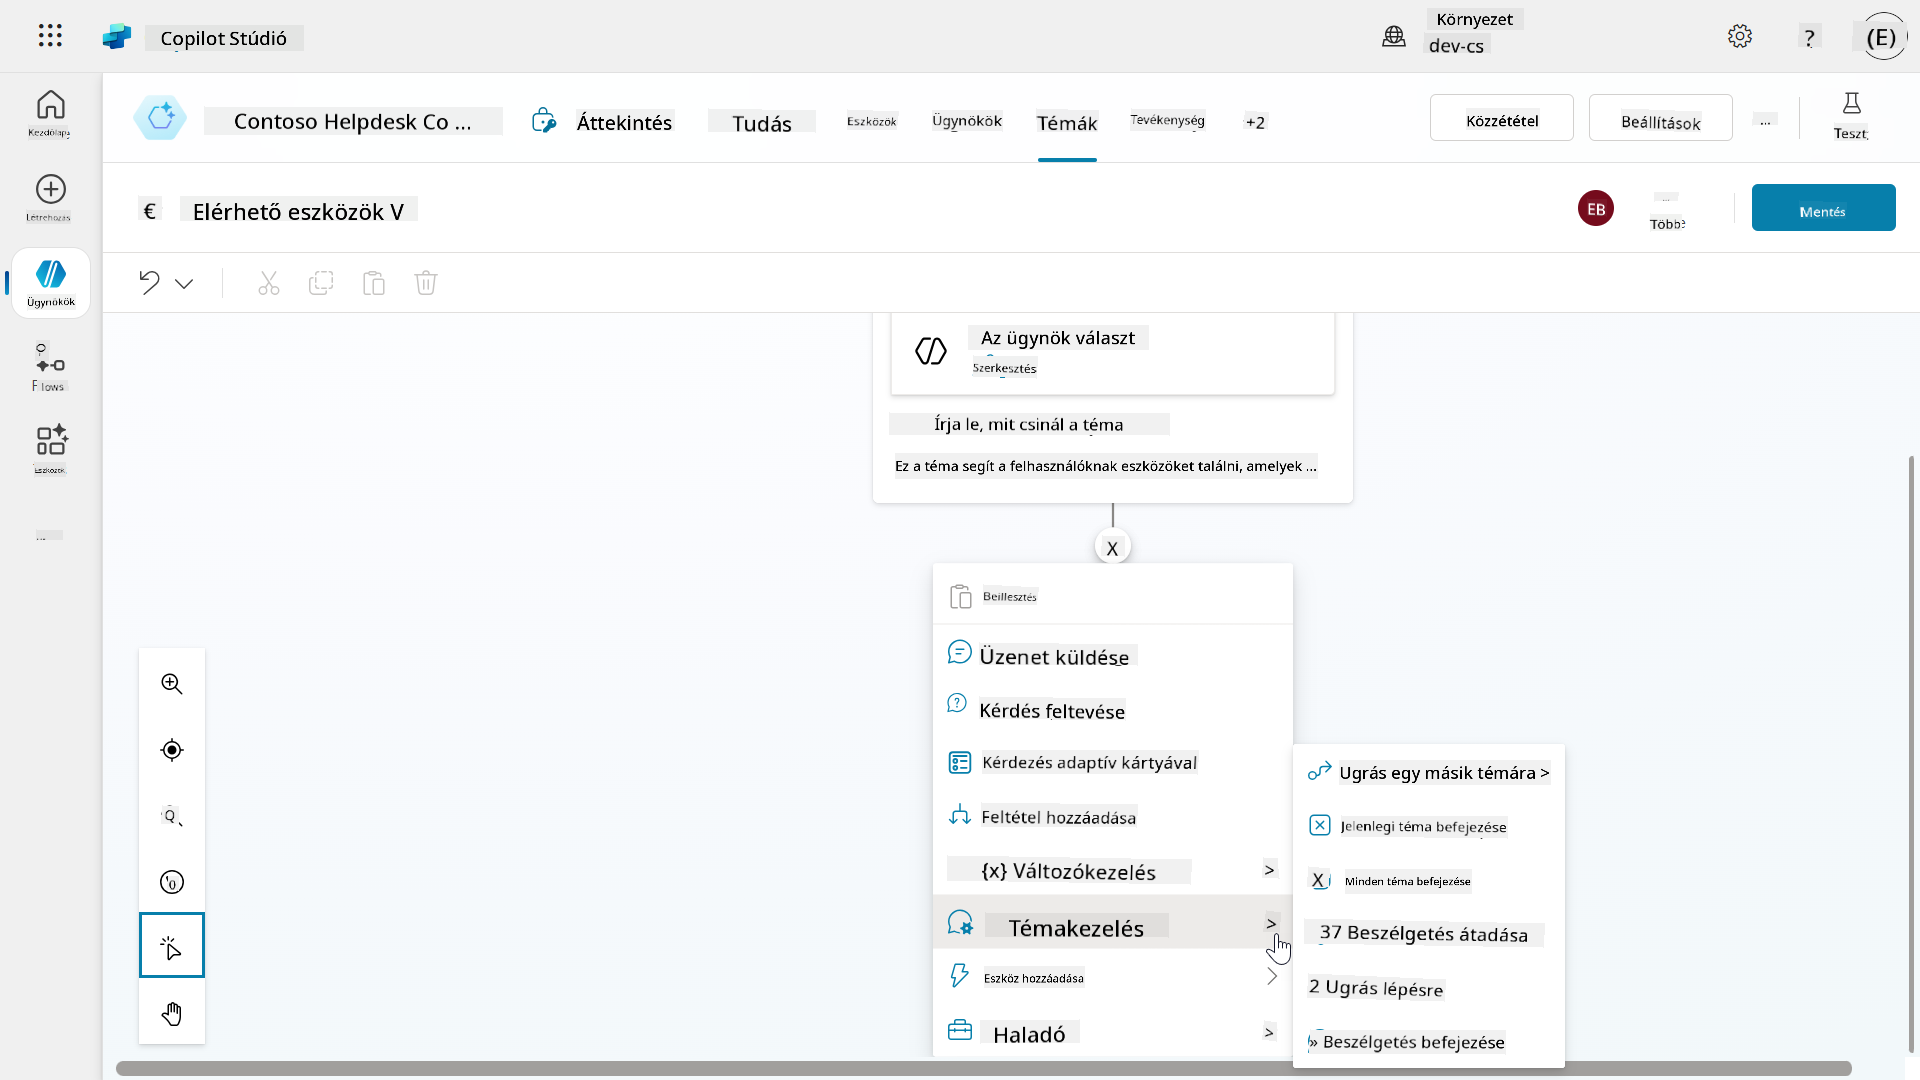 Copilot Stúdió
Környezet
dev-cs
?
(E)
Kezdőlap
Létrehozás
Ügynökök
Flows
Eszközök
Contoso Helpdesk Co ...
Áttekintés
Tudás
Eszközök
Ügynökök
Témák
Tevékenység
+2
Közzététel
Beállítások
...
Teszt
€
Elérhető eszközök V
EB
...
Több
Mentés
Az ügynök választ
Szerkesztés
Írja le, mit csinál a téma
Ez a téma segít a felhasználóknak eszközöket találni, amelyek ...
X
Beillesztés
Üzenet küldése
Kérdés feltevése
Kérdezés adaptív kártyával
Feltétel hozzáadása
{x} Változókezelés >
Témakezelés >
Eszköz hozzáadása
Haladó >
Ugrás egy másik témára >
Jelenlegi téma befejezése
X Minden téma befejezése
37 Beszélgetés átadása
2 Ugrás lépésre
» Beszélgetés befejezése